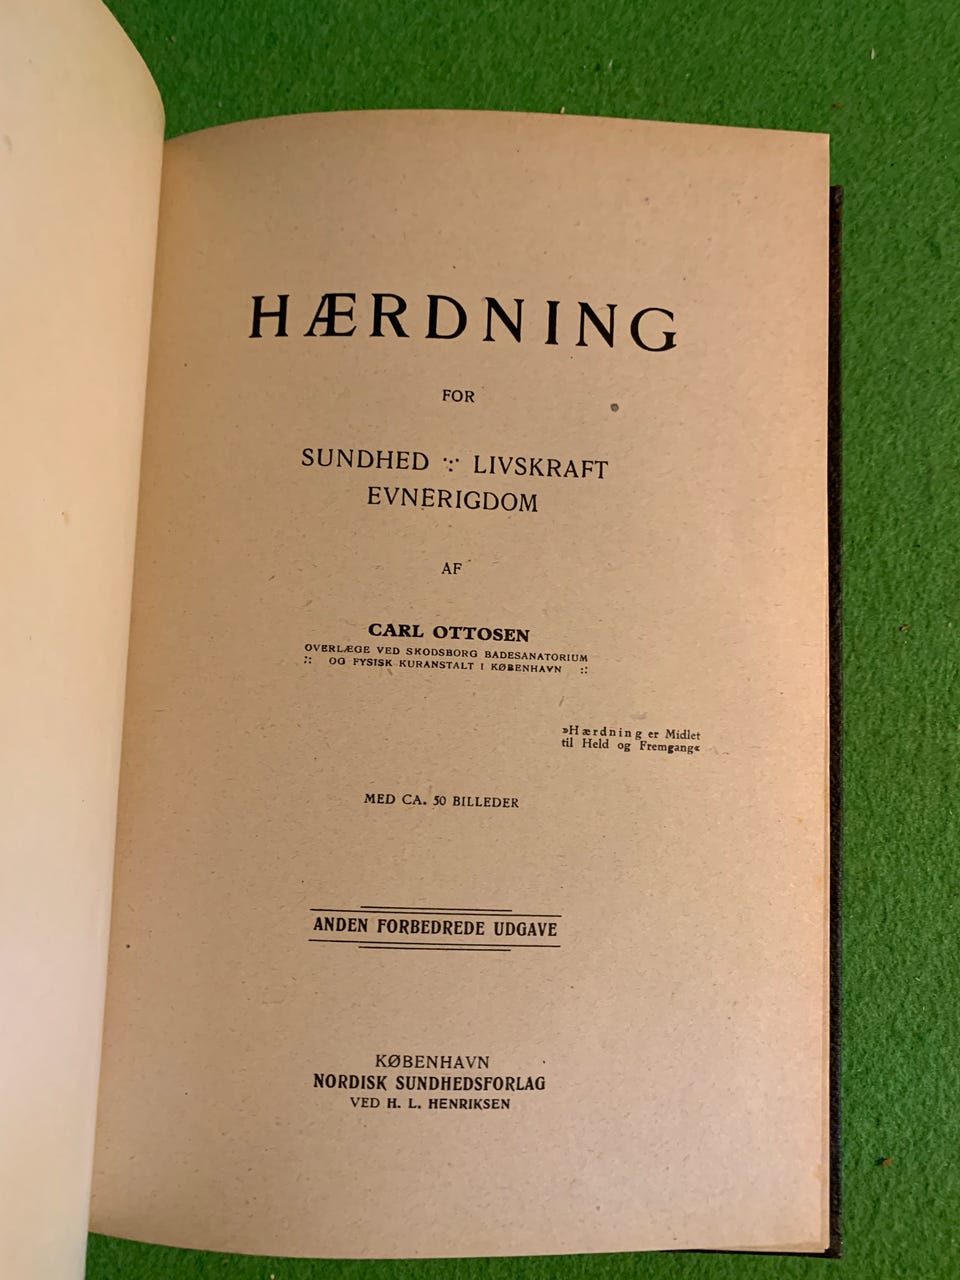 HÆRDNING
FOR
SUNDHED ∵ LIVSKRAFT
EVNERIGDOM
AF
CARL OTTOSEN
OVERLÆGE VED SKODSBORG BADESANATORIUM
:: OG FYSISK KURANSTALT I KØBENHAVN ::
»Hærdning er Midlet
til Held og Fremgang«
MED CA. 50 BILLEDER
ANDEN FORBEDREDE UDGAVE
KØBENHAVN
NORDISK SUNDHEDSFORLAG
VED H. L. HENRIKSEN